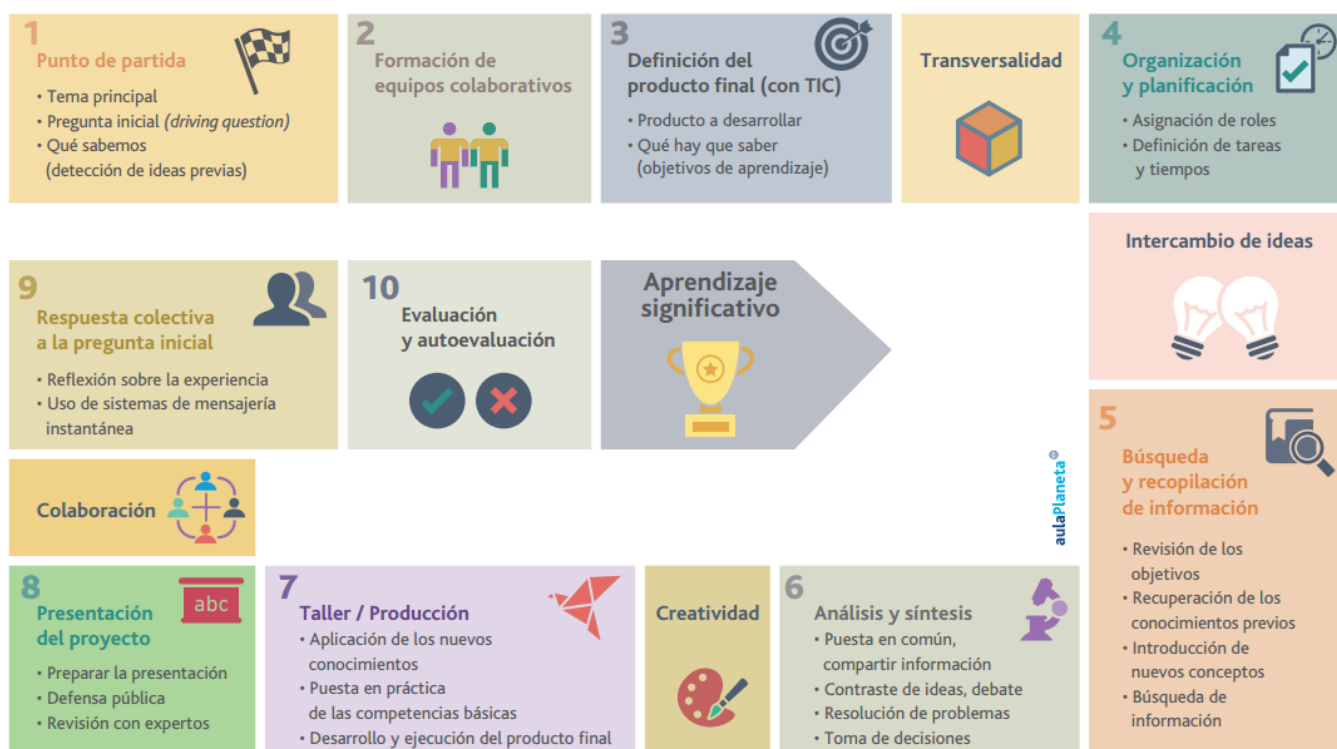 1
Punto de partida
• Tema principal
• Pregunta inicial (driving question)
• Qué sabemos
(detección de ideas previas)
2
Formación de
equipos colaborativos
3
Definición del
producto final (con TIC)
• Producto a desarrollar
• Qué hay que saber
(objetivos de aprendizaje)
Transversalidad
4
Organización
y planificación
• Asignación de roles
• Definición de tareas
y tiempos
Intercambio de ideas
5
Búsqueda
y recopilación
de información
• Revisión de los
objetivos
• Recuperación de los
conocimientos previos
• Introducción de
nuevos conceptos
• Búsqueda de
información
6
Análisis y síntesis
• Puesta en común,
compartir información
• Contraste de ideas, debate
• Resolución de problemas
• Toma de decisiones
Creatividad
7
Taller / Producción
• Aplicación de los nuevos
conocimientos
• Puesta en práctica
de las competencias básicas
• Desarrollo y ejecución del producto final
8
abc
Presentación
del proyecto
• Preparar la presentación
• Defensa pública
• Revisión con expertos
Colaboración
9
Respuesta colectiva
a la pregunta inicial
• Reflexión sobre la experiencia
• Uso de sistemas de mensajería
instantánea
10
Evaluación
y autoevaluación
Aprendizaje
significativo
aulaPlaneta